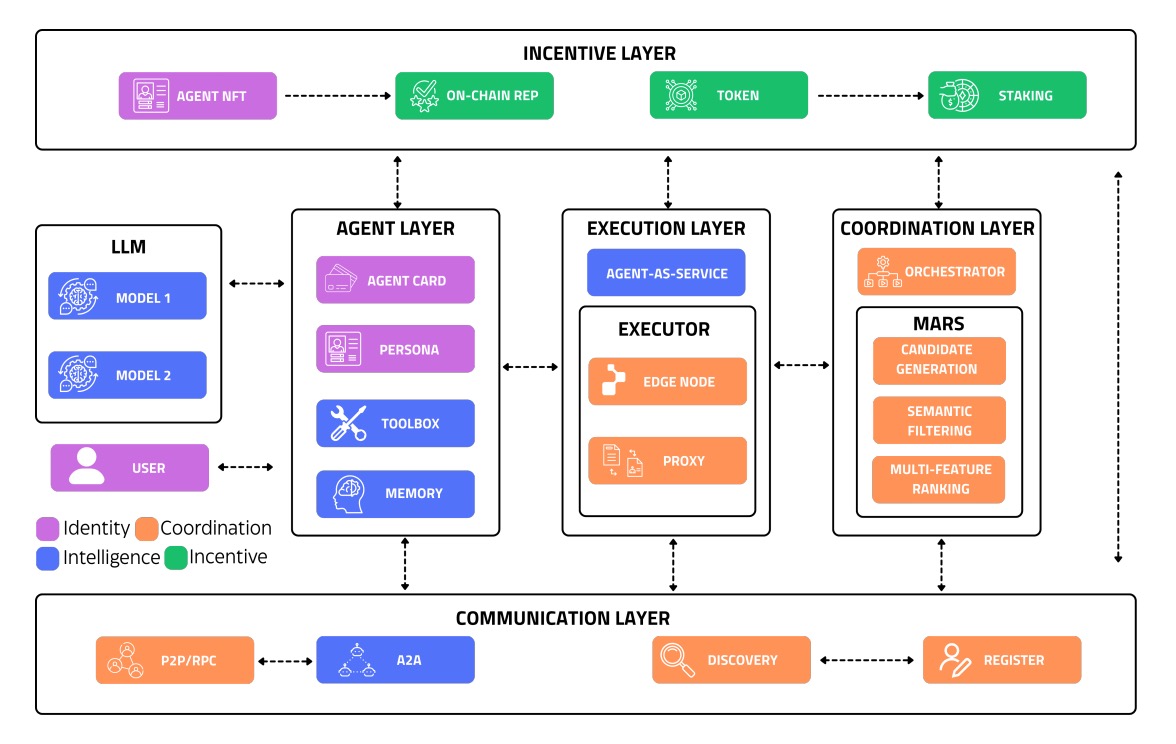 INCENTIVE LAYER
AGENT NFT
ON-CHAIN REP
TOKEN
STAKING
LLM
MODEL 1
MODEL 2
USER
Identity
Coordination
Intelligence
Incentive
AGENT LAYER
AGENT CARD
PERSONA
TOOLBOX
MEMORY
EXECUTION LAYER
AGENT-AS-SERVICE
EXECUTOR
EDGE NODE
PROXY
COORDINATION LAYER
ORCHESTRATOR
MARS
CANDIDATE
GENERATION
SEMANTIC
FILTERING
MULTI-FEATURE
RANKING
COMMUNICATION LAYER
P2P/RPC
A2A
DISCOVERY
REGISTER